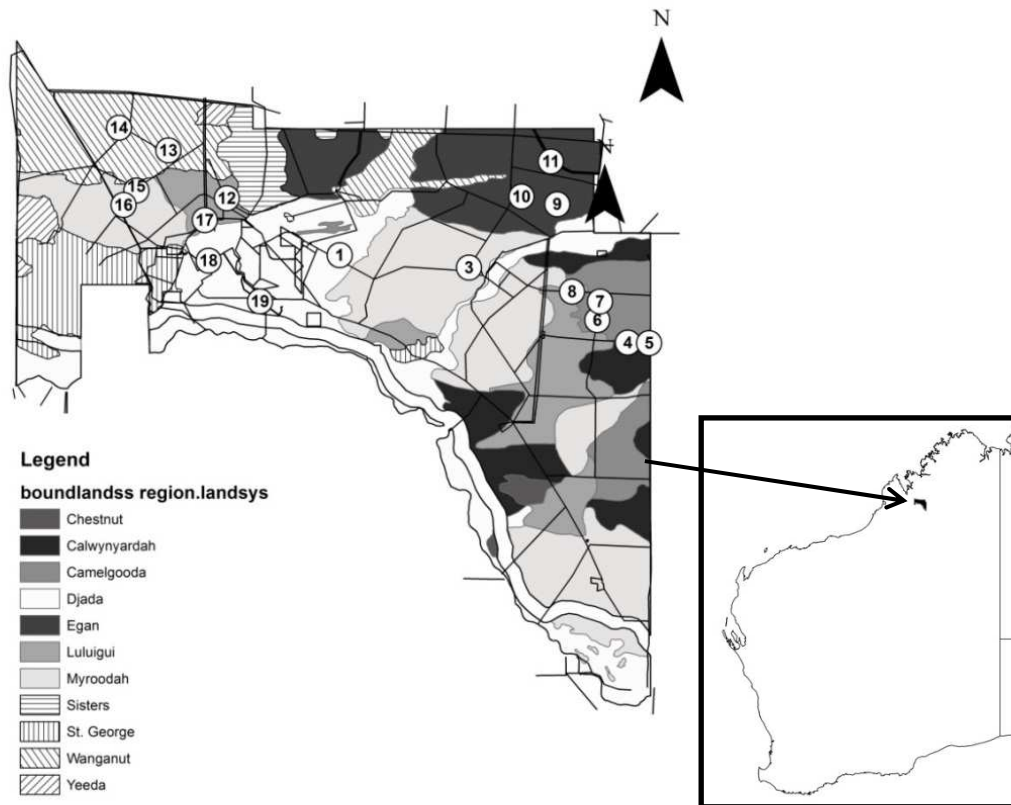 N
14
13
11
15
12
10
9
16
17
1
18
3
8
7
19
6
4
5
Legend
boundlandss region.landsys
Chestnut
Calwynyardah
Camelgooda
Djada
Egan
Luluigui
Myroodah
Sisters
St. George
Wanganut
Yeeda